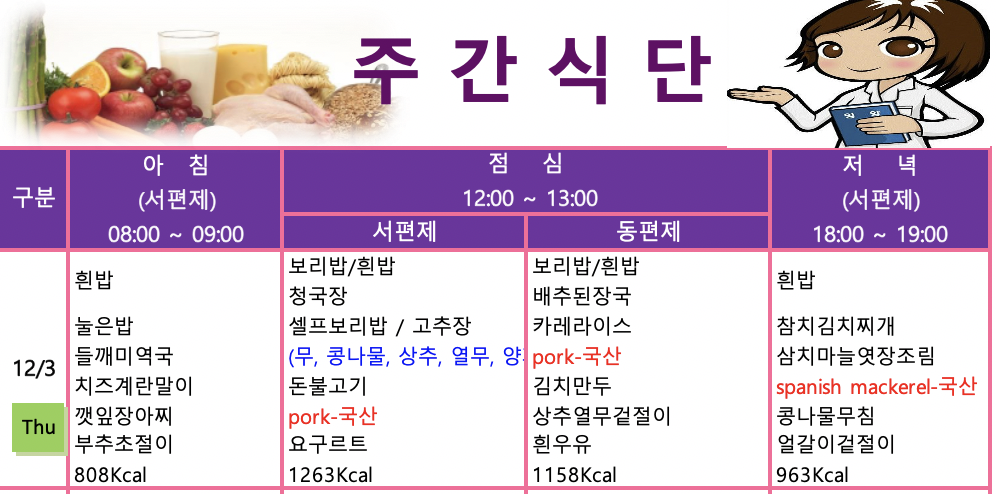 주 간 식 단
구분
아 침
(서편제)
08:00 ~ 09:00
점 심
12:00 ~ 13:00
서편제
동편제
저 녁
(서편제)
18:00 ~ 19:00
12/3
Thu
흰밥
눌은밥
들깨미역국
치즈계란말이
깻잎장아찌
부추초절이
808Kcal
보리밥/흰밥
청국장
셀프보리밥 / 고추장
(무, 콩나물, 상추, 열무, 양
돈불고기
pork-국산
요구르트
1263Kcal
보리밥/흰밥
배추된장국
카레라이스
pork-국산
김치만두
상추열무겉절이
흰우유
1158Kcal
흰밥
참치김치찌개
삼치마늘엿장조림
spanish mackerel-국산
콩나물무침
얼갈이겉절이
963Kcal